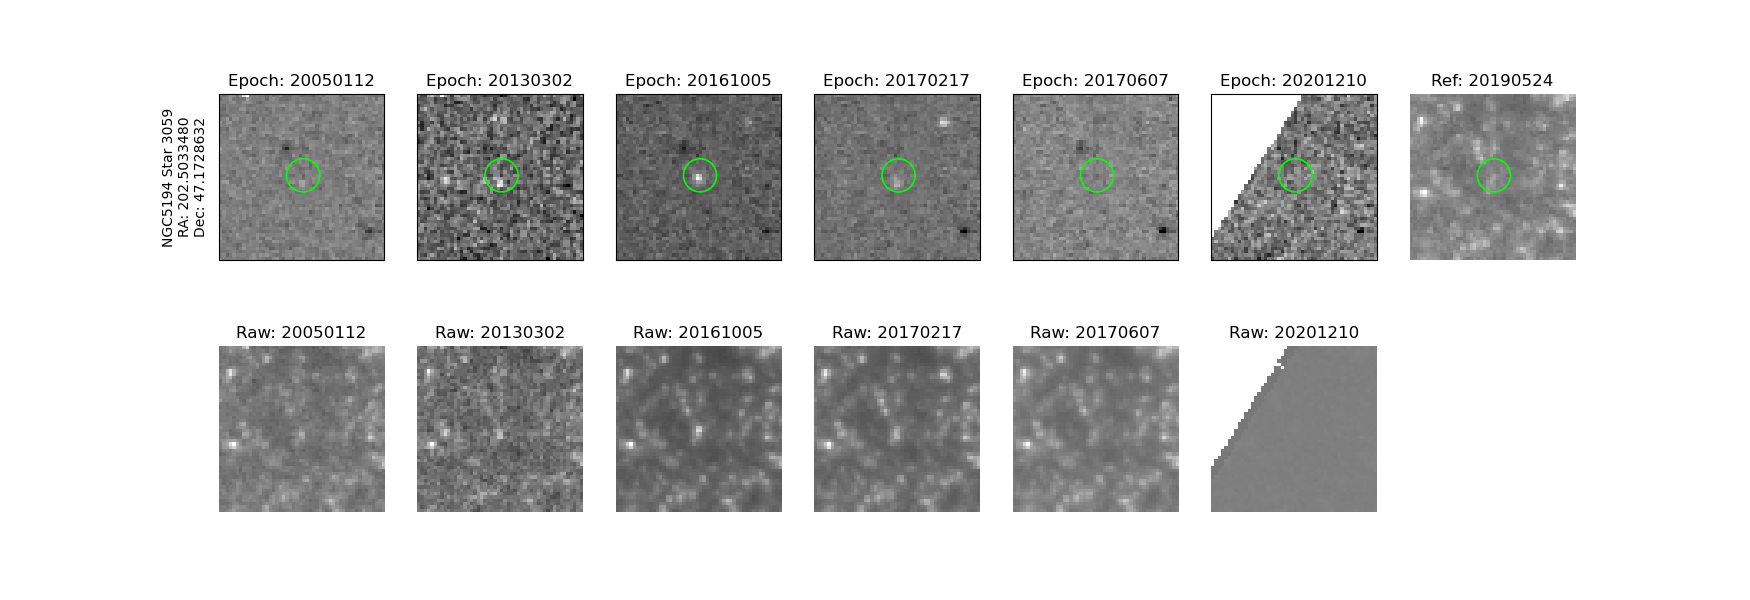 Epoch: 20050112
Epoch: 20130302
Epoch: 20161005
Epoch: 20170217
Epoch: 20170607
Epoch: 20201210
Ref: 20190524
NGC5194 Star 3059
RA: 202.5033480
Dec: 47.1728632
Raw: 20050112
Raw: 20130302
Raw: 20161005
Raw: 20170217
Raw: 20170607
Raw: 20201210